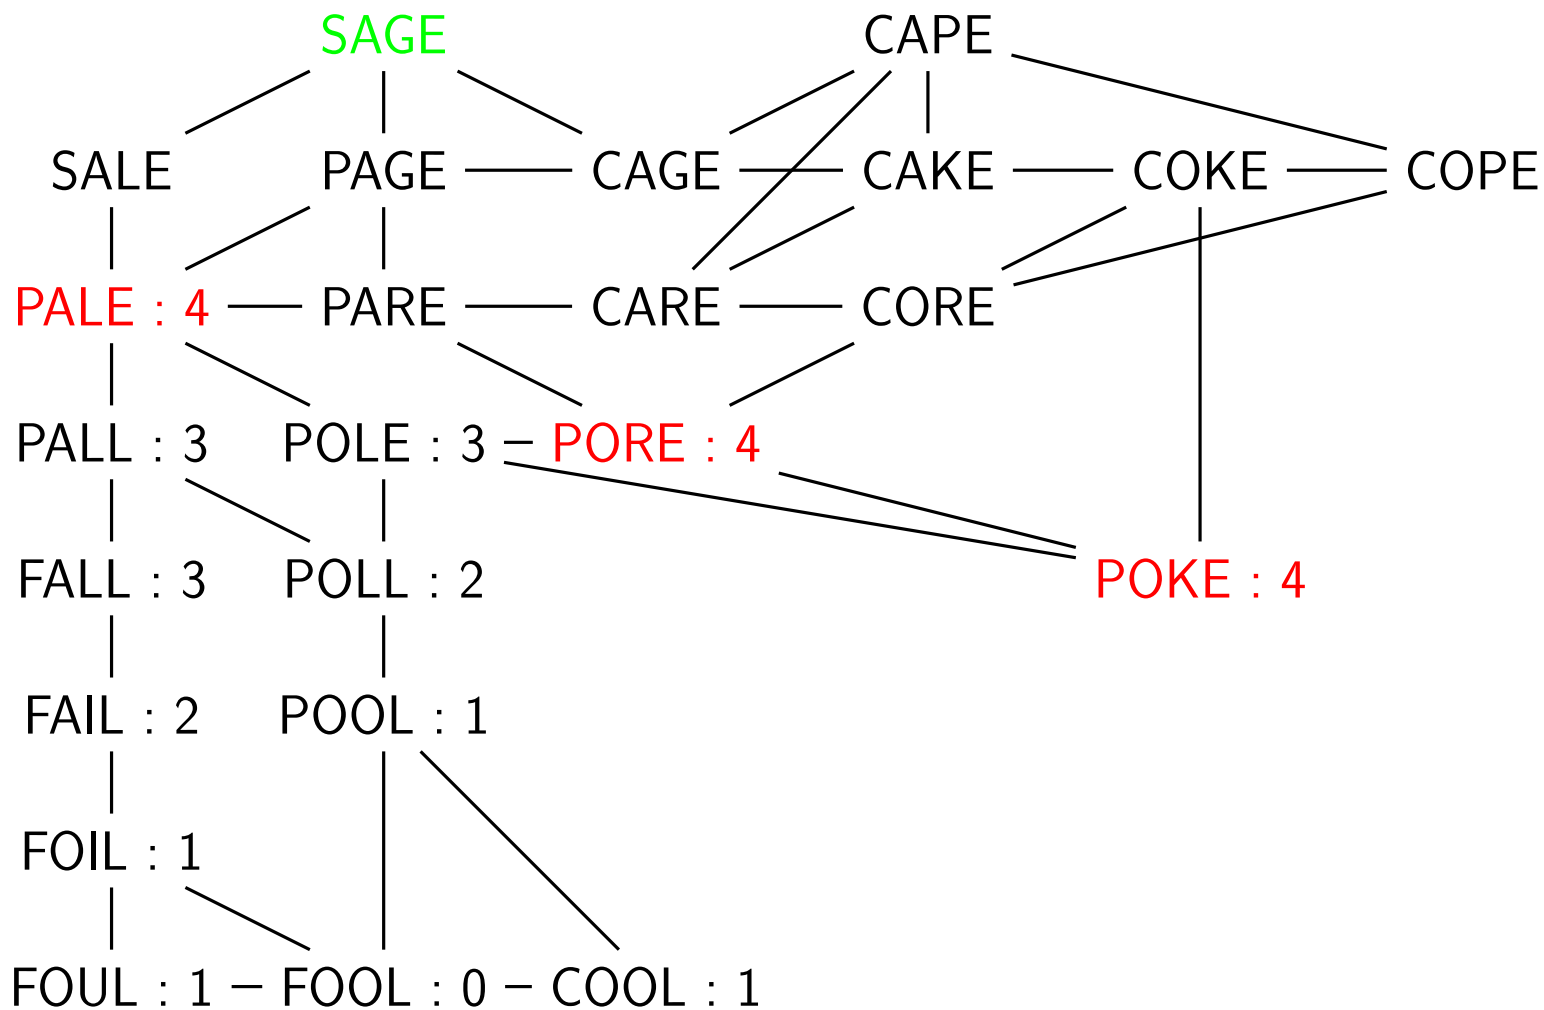 SAGE CAPE
SALE PAGE CAGE CAKE COKE COPE
PALE : 4 PARE CARE CORE
PALL : 3 POLE : 3 PORE : 4
FALL : 3 POLL : 2 POKE : 4
FAIL : 2 POOL : 1
FOIL : 1
FOUL : 1 FOOL : 0 COOL : 1